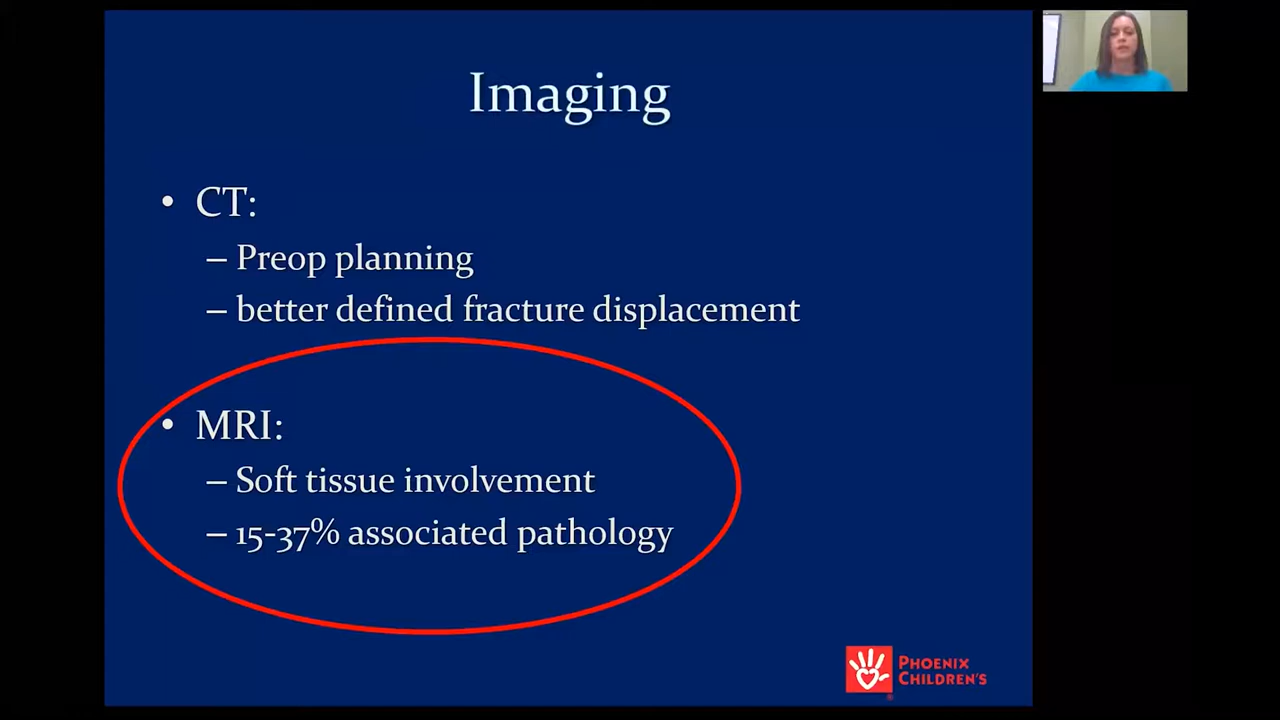 Imaging
• CT:
– Preop planning
– better defined fracture displacement
• MRI:
– Soft tissue involvement
– 15-37% associated pathology
PHOENIX
CHILDREN'S